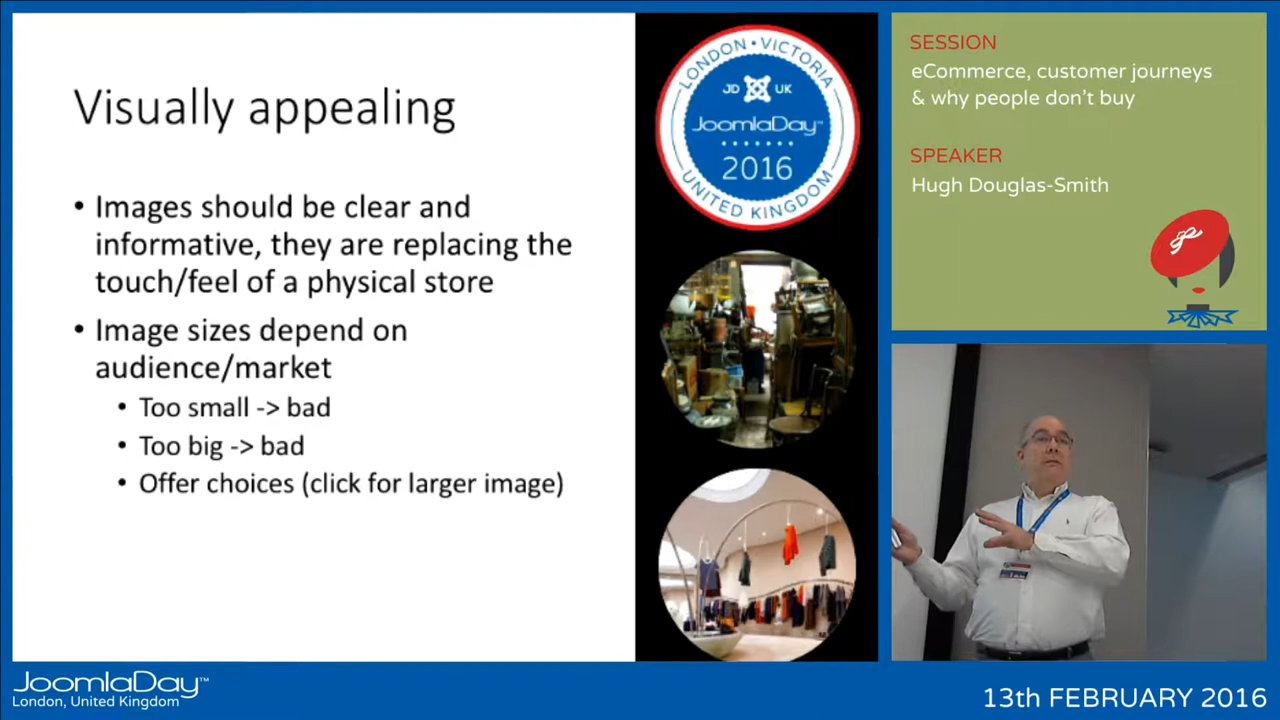 Visually appealing
• Images should be clear and
informative, they are replacing the
touch/feel of a physical store
• Image sizes depend on
audience/market
• Too small -> bad
• Too big -> bad
• Offer choices (click for larger image)
LONDON • VICTORIA
JD UK
JoomlaDay™
2016
UNITED KINGDOM
SESSION
eCommerce, customer journeys
& why people don't buy
SPEAKER
Hugh Douglas-Smith
JoomlaDay™
London, United Kingdom
13th FEBRUARY 2016